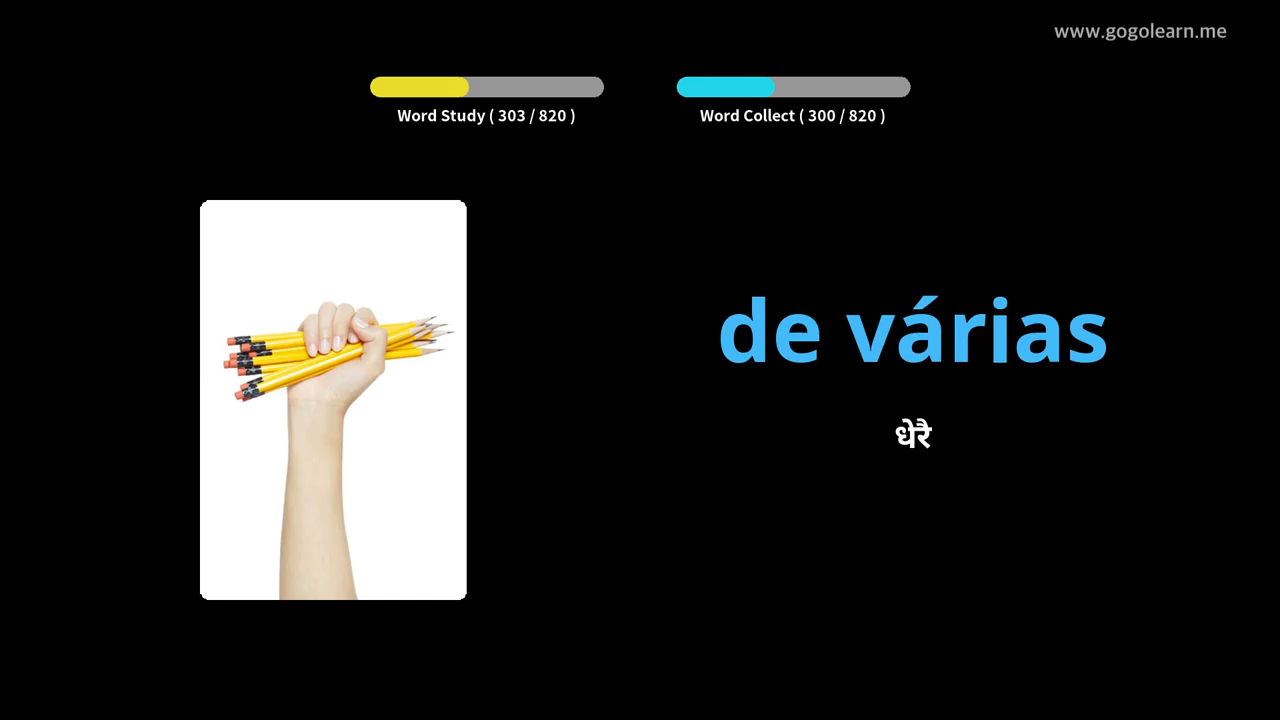 www.gogolearn.me
Word Study ( 303 / 820 )
Word Collect ( 300 / 820 )
de várias
धेरै